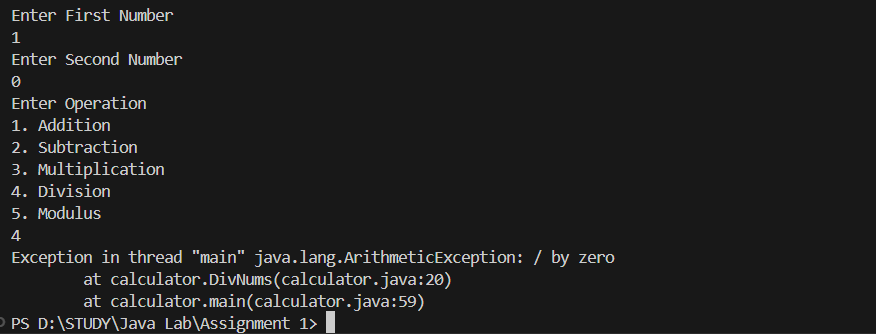 Enter First Number
1
Enter Second Number
0
Enter Operation
1. Addition
2. Subtraction
3. Multiplication
4. Division
5. Modulus
4
Exception in thread "main" java.lang.ArithmeticException: / by zero
        at calculator.DivNums(calculator.java:20)
        at calculator.main(calculator.java:59)
PS D:\STUDY\Java Lab\Assignment 1>